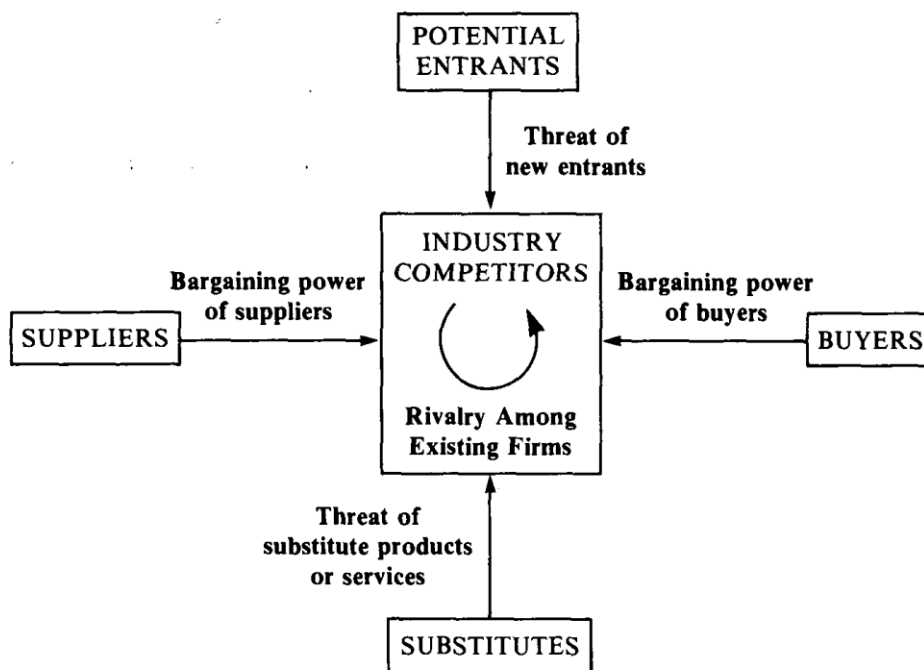 POTENTIAL
ENTRANTS
Threat of
new entrants
INDUSTRY
COMPETITORS
Bargaining power
of suppliers
Bargaining power
of buyers
SUPPLIERS
BUYERS
Rivalry Among
Existing Firms
Threat of
substitute products
or services
SUBSTITUTES